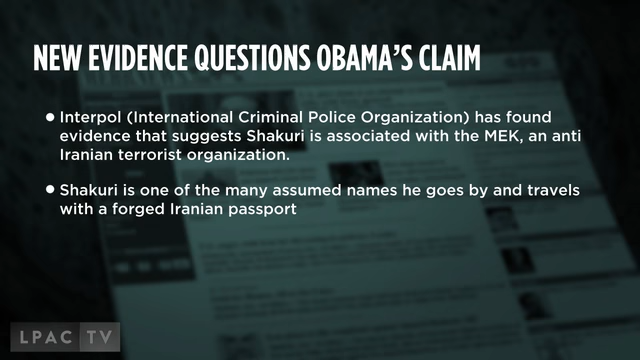 NEW EVIDENCE QUESTIONS OBAMA'S CLAIM
Interpol (International Criminal Police Organization) has found
evidence that suggests Shakuri is associated with the MEK, an anti
Iranian terrorist organization.
Shakuri is one of the many assumed names he goes by and travels
with a forged Iranian passport
LPAC TV